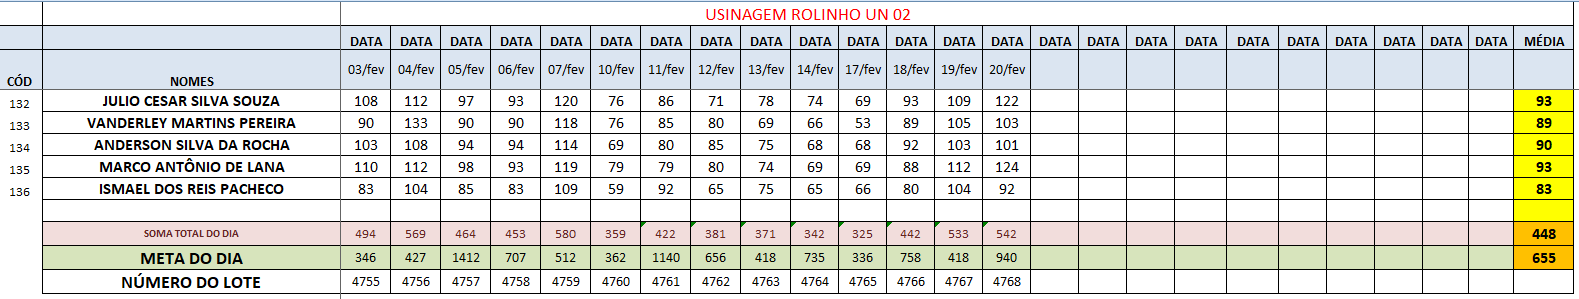 USINAGEM ROLINHO UN 02
DATA DATA DATA DATA DATA DATA DATA DATA DATA DATA DATA DATA DATA DATA DATA DATA DATA DATA DATA DATA DATA DATA DATA DATA MÉDIA
CÓD NOMES 03/fev 04/fev 05/fev 06/fev 07/fev 10/fev 11/fev 12/fev 13/fev 14/fev 17/fev 18/fev 19/fev 20/fev
132 JULIO CESAR SILVA SOUZA 108 112 97 93 120 76 86 71 78 74 69 93 109 122 93
133 VANDERLEY MARTINS PEREIRA 90 133 90 90 118 76 85 80 69 66 53 89 105 103 89
134 ANDERSON SILVA DA ROCHA 103 108 94 94 114 69 80 85 75 68 68 92 103 101 90
135 MARCO ANTÔNIO DE LANA 110 112 98 93 119 79 79 80 74 69 69 88 112 124 93
136 ISMAEL DOS REIS PACHECO 83 104 85 83 109 59 92 65 75 65 66 80 104 92 83
SOMA TOTAL DO DIA 494 569 464 453 580 359 422 381 371 342 325 442 533 542 448
META DO DIA 346 427 1412 707 512 362 1140 656 418 735 336 758 418 940 655
NÚMERO DO LOTE 4755 4756 4757 4758 4759 4760 4761 4762 4763 4764 4765 4766 4767 4768